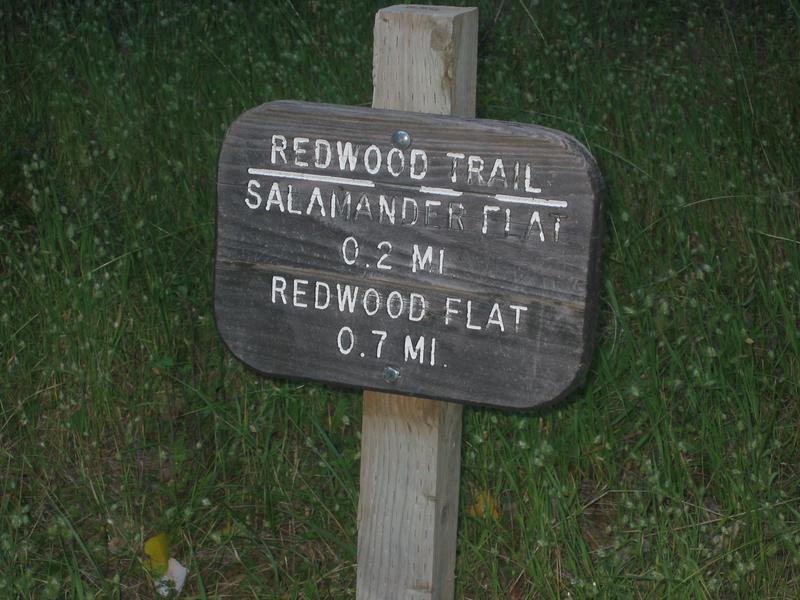 REDWOOD TRAIL
SALAMANDER FLAT
0.2 MI
REDWOOD FLAT
0.7 MI.